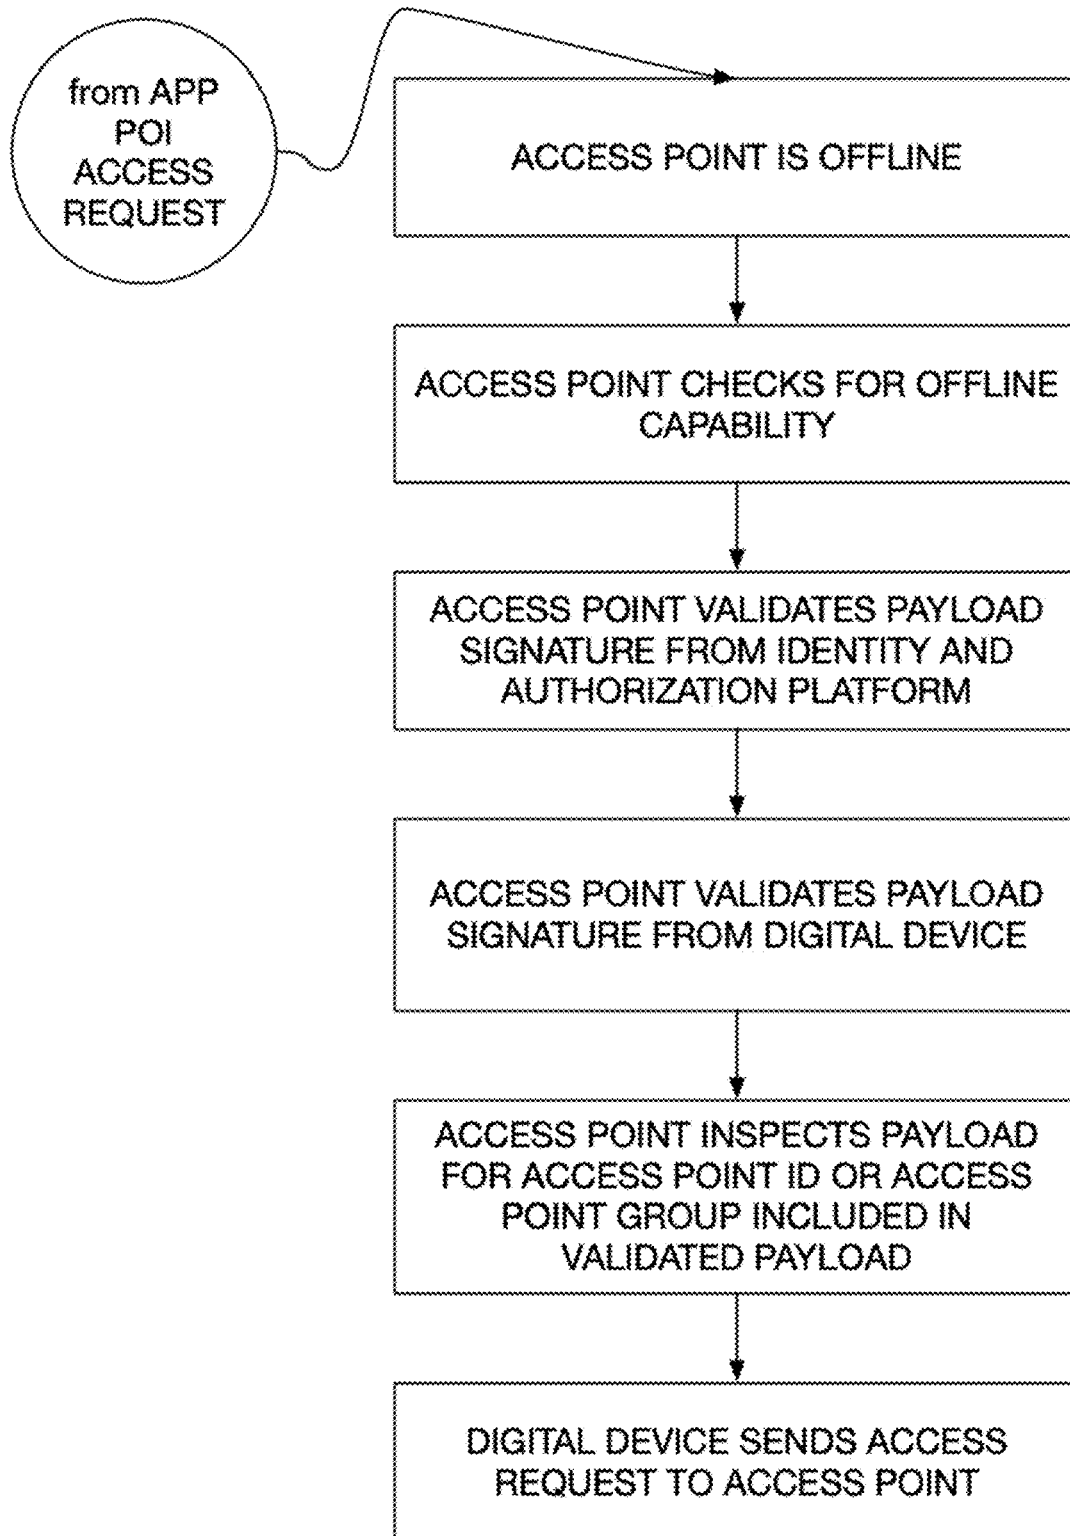 from APP
POI
ACCESS
REQUEST
ACCESS POINT IS OFFLINE
ACCESS POINT CHECKS FOR OFFLINE
CAPABILITY
ACCESS POINT VALIDATES PAYLOAD
SIGNATURE FROM IDENTITY AND
AUTHORIZATION PLATFORM
ACCESS POINT VALIDATES PAYLOAD
SIGNATURE FROM DIGITAL DEVICE
ACCESS POINT INSPECTS PAYLOAD
FOR ACCESS POINT ID OR ACCESS
POINT GROUP INCLUDED IN
VALIDATED PAYLOAD
DIGITAL DEVICE SENDS ACCESS
REQUEST TO ACCESS POINT